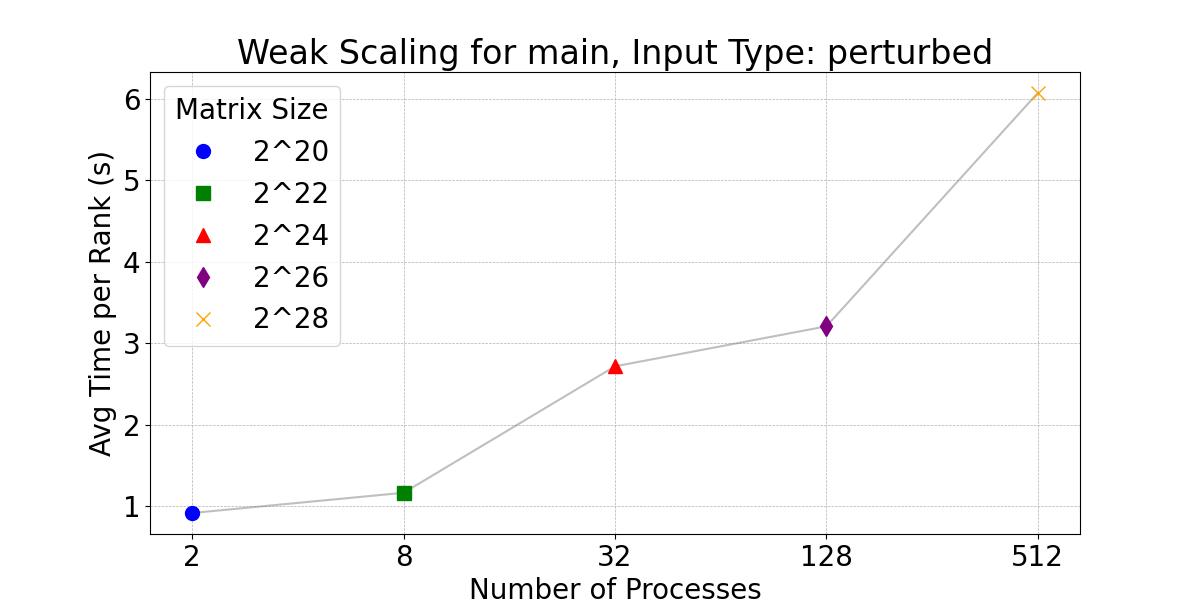 Weak Scaling for main, Input Type: perturbed
Avg Time per Rank (s)
6
5
4
3
2
1
Matrix Size
2^20
2^22
2^24
2^26
2^28
2 8 32 128 512
Number of Processes